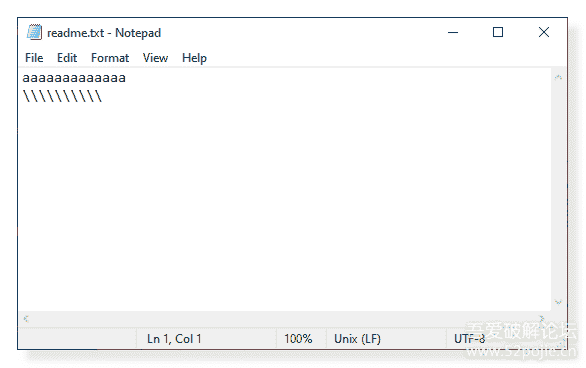 readme.txt - Notepad
File Edit Format View Help
aaaaaaaaaaaaa
\\\\\\\\\\
Ln 1, Col 1 100% Unix (LF) UTF-8
吾爱破解论坛
www.52pojie.cn